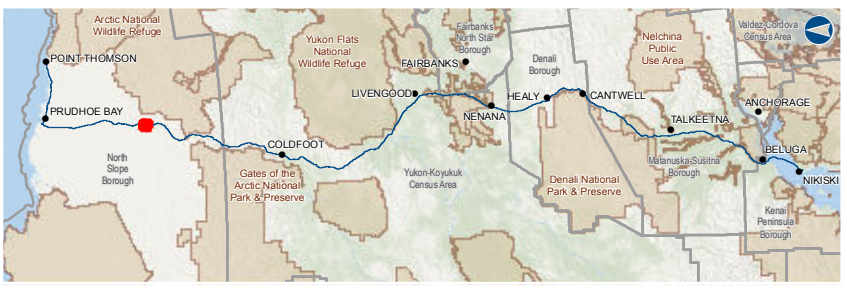 Arctic National
Wildlife Refuge
POINT THOMSON
PRUDHOE BAY
North
Slope
Borough
COLDFOOT
Gates of the
Arctic National
Park & Preserve
Yukon Flats
National
Wildlife Refuge
LIVENGOOD
Fairbanks
North Star
Borough
FAIRBANKS
NENANA
Yukon-Koyukuk
Census Area
Denali
Borough
HEALY
CANTWELL
Denali National
Park & Preserve
Nelchina
Public
Use Area
TALKEETNA
Matanuska-Susitna
Borough
Valdez-Cordova
Census Area
ANCHORAGE
BELUGA
NIKISKI
Kenai
Peninsula
Borough